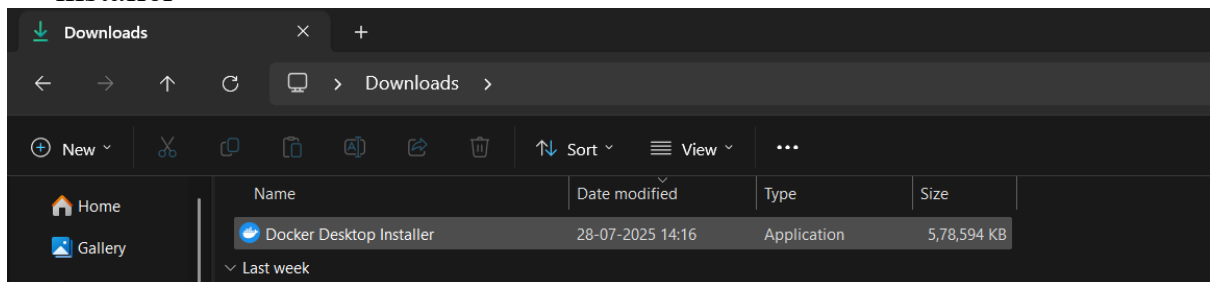 Downloads
Downloads
New Sort View
Name Date modified Type Size
Home
Docker Desktop Installer 28-07-2025 14:16 Application 5,78,594 KB
Gallery
Last week